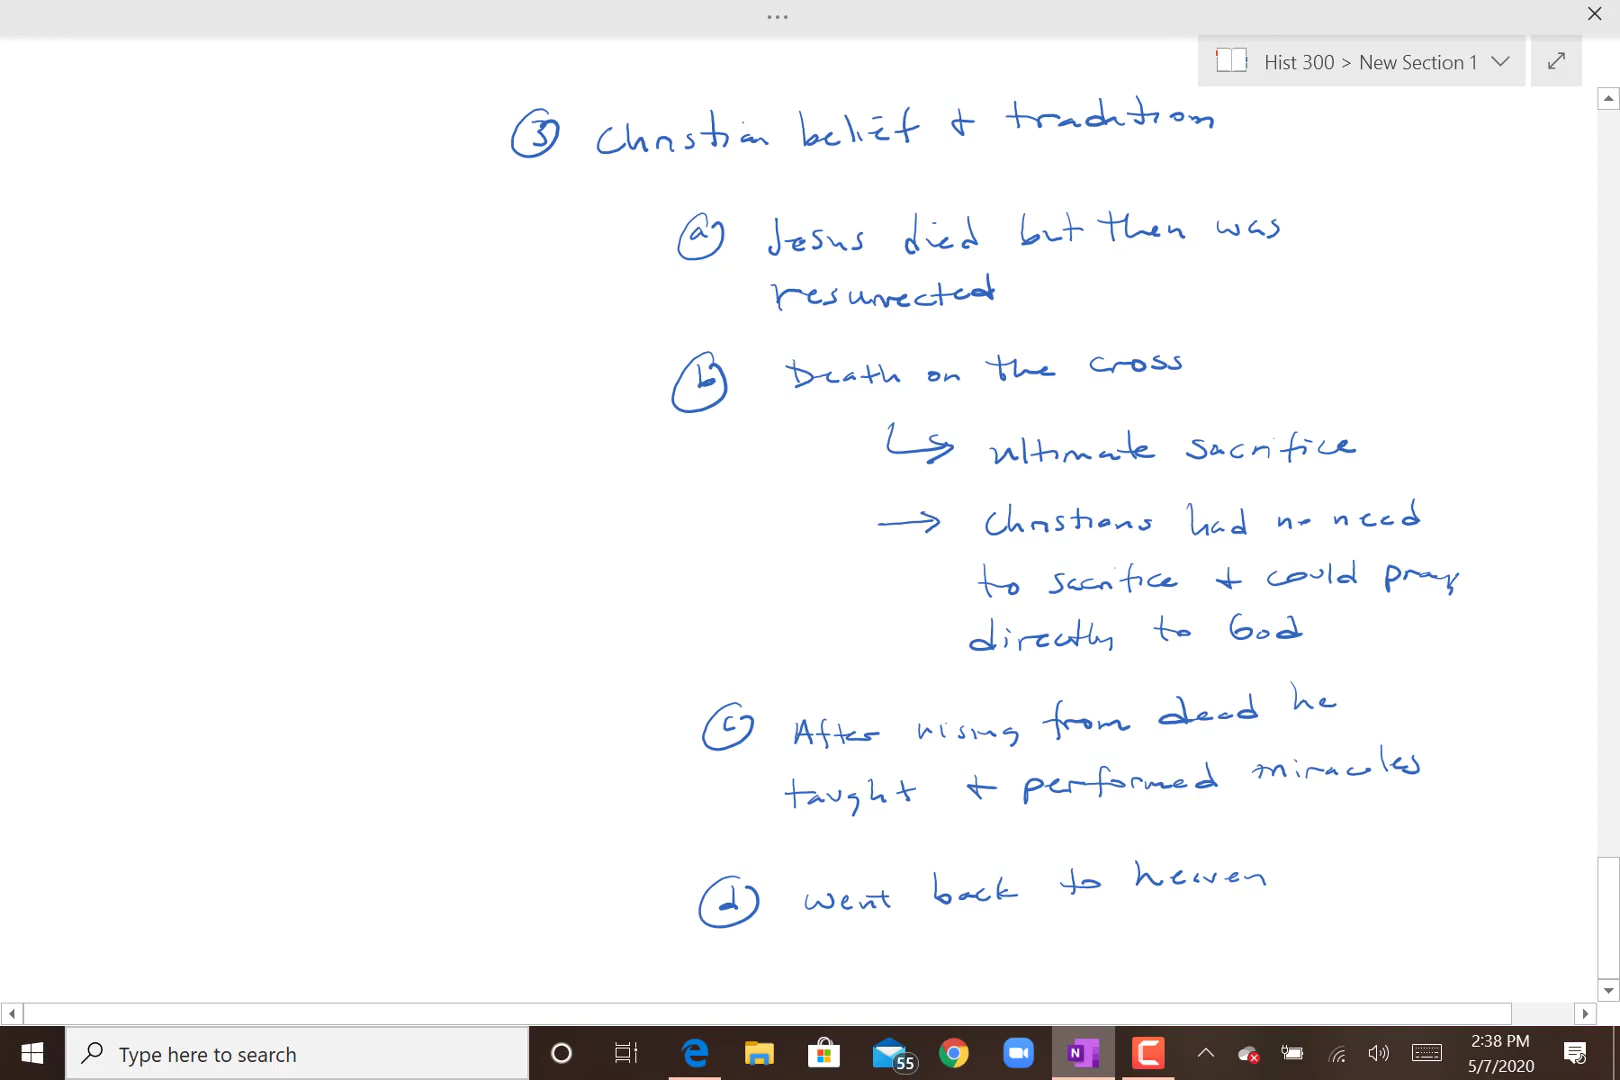 Hist 300 > New Section 1
③ Christian belief + tradition
ⓐ Jesus died but then was
resurrected
ⓑ Death on the cross
↳ ultimate sacrifice
→ Christians had no need
to sacrifice + could pray
directly to God
ⓒ After rising from dead he
taught + performed miracles
ⓓ went back to heaven
Type here to search
55
N
2:38 PM
5/7/2020